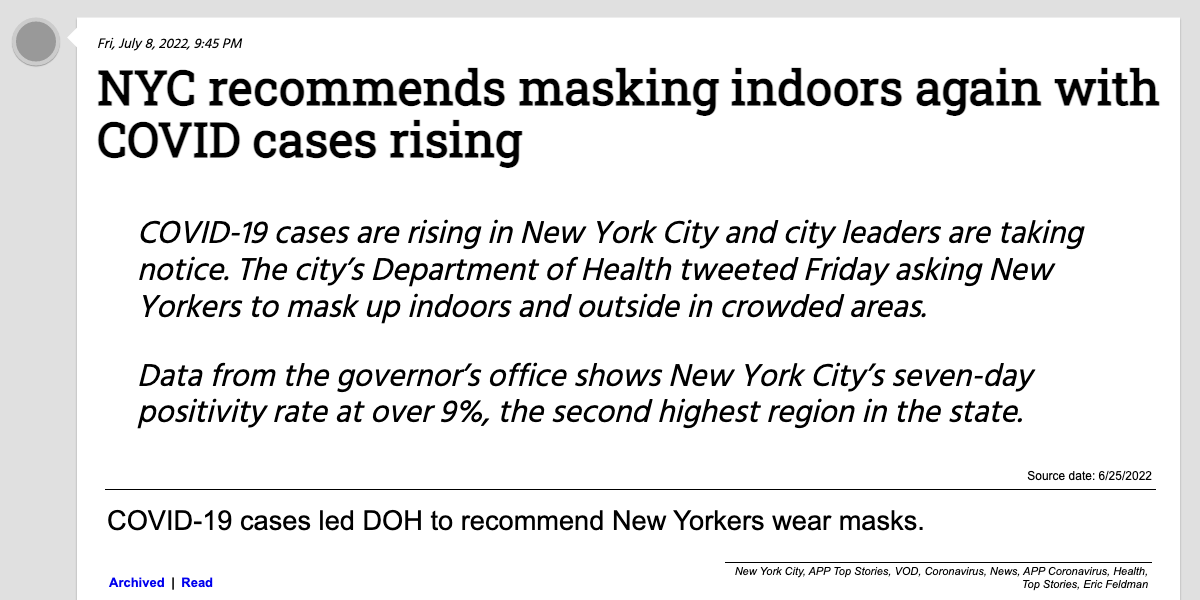 Fri, July 8, 2022, 9:45 PM
NYC recommends masking indoors again with
COVID cases rising
COVID-19 cases are rising in New York City and city leaders are taking
notice. The city’s Department of Health tweeted Friday asking New
Yorkers to mask up indoors and outside in crowded areas.
Data from the governor’s office shows New York City’s seven-day
positivity rate at over 9%, the second highest region in the state.
Source date: 6/25/2022
COVID-19 cases led DOH to recommend New Yorkers wear masks.
Archived | Read
New York City, APP Top Stories, VOD, Coronavirus, News, APP Coronavirus, Health,
Top Stories, Eric Feldman